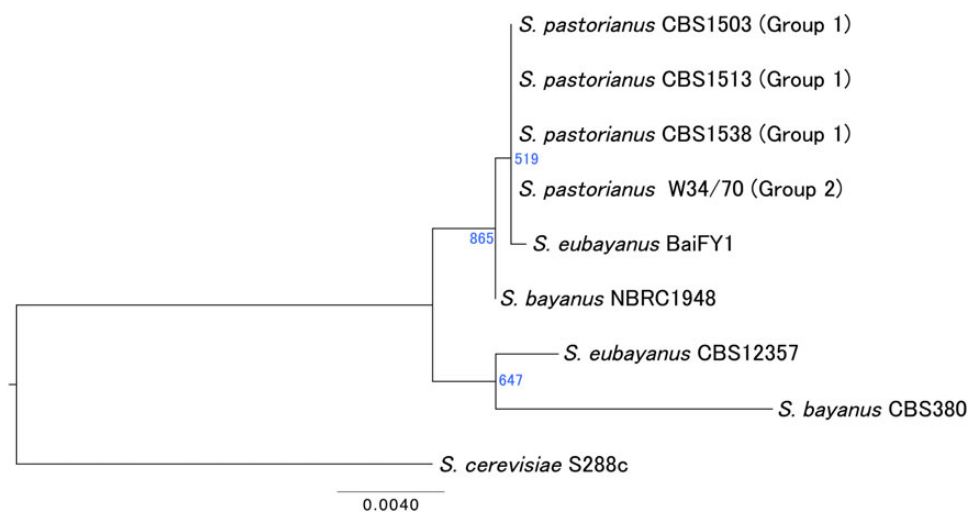 S. pastorianus CBS1503 (Group 1)
S. pastorianus CBS1513 (Group 1)
S. pastorianus CBS1538 (Group 1)
519
S. pastorianus W34/70 (Group 2)
865
S. eubayanus BaiFY1
S. bayanus NBRC1948
S. eubayanus CBS12357
647
S. bayanus CBS380
S. cerevisiae S288c
0.0040